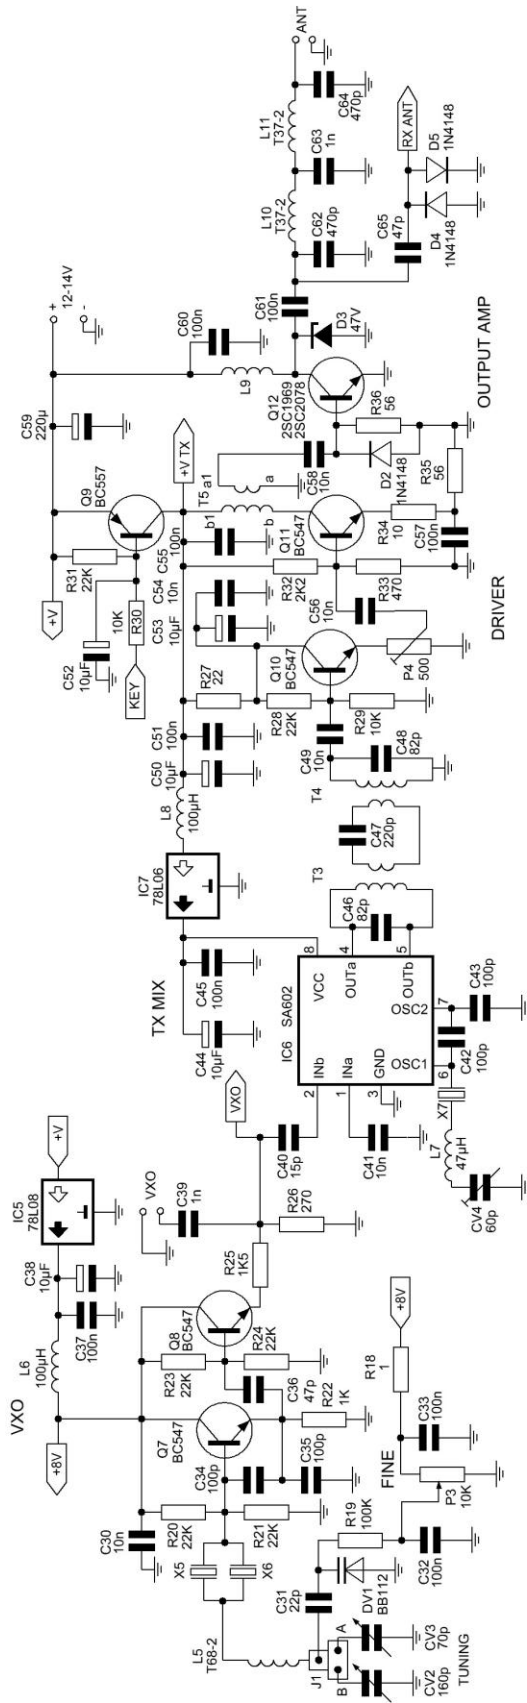 VXO
+8V
L6
100µH
C37
100n
C38
10µF
IC5
78L08
+V
C30
10n
R20
22K
R21
22K
X5
X6
L5
T68-2
Q7
BC547
C34
100p
C35
100p
R23
22K
Q8
BC547
R24
22K
C36
47p
R22
1K
R25
1K5
R26
270
C39
1n
VXO
VXO
C40
15p
C41
10n
J1
A
B
CV2
160p
CV3
70p
TUNING
C31
22p
DV1
BB112
R19
100K
C32
100n
FINE
P3
10K
C33
100n
R18
1
+8V
TX MIX
C44
10µF
C45
100n
IC7
78L06
L8
100µH
C50
10µF
C51
100n
IC6
SA602
2
INb
1
INa
3
GND
8
VCC
4
OUTa
5
OUTb
6
OSC1
OSC2
7
X7
L7
47µH
CV4
60p
C42
100p
C43
100p
C46
82p
T3
C47
220p
T4
C48
82p
C49
10n
R27
22
R28
22K
R29
10K
C53
10µF
C54
10n
C55
100n
Q10
BC547
P4
500
C56
10n
R32
2K2
R33
470
DRIVER
KEY
R30
10K
C52
10µF
R31
22K
+V
Q9
BC557
C59
220µ
+
12-14V
-
+V TX
T5
a1
a
b1
b
Q11
BC547
R34
10
C57
100n
R35
56
C58
10n
D2
1N4148
R36
56
Q12
2SC1969
2SC2078
L9
C60
100n
C61
100n
D3
47V
OUTPUT AMP
L10
T37-2
C62
470p
L11
T37-2
C63
1n
C64
470p
ANT
C65
47p
D4
1N4148
D5
1N4148
RX ANT